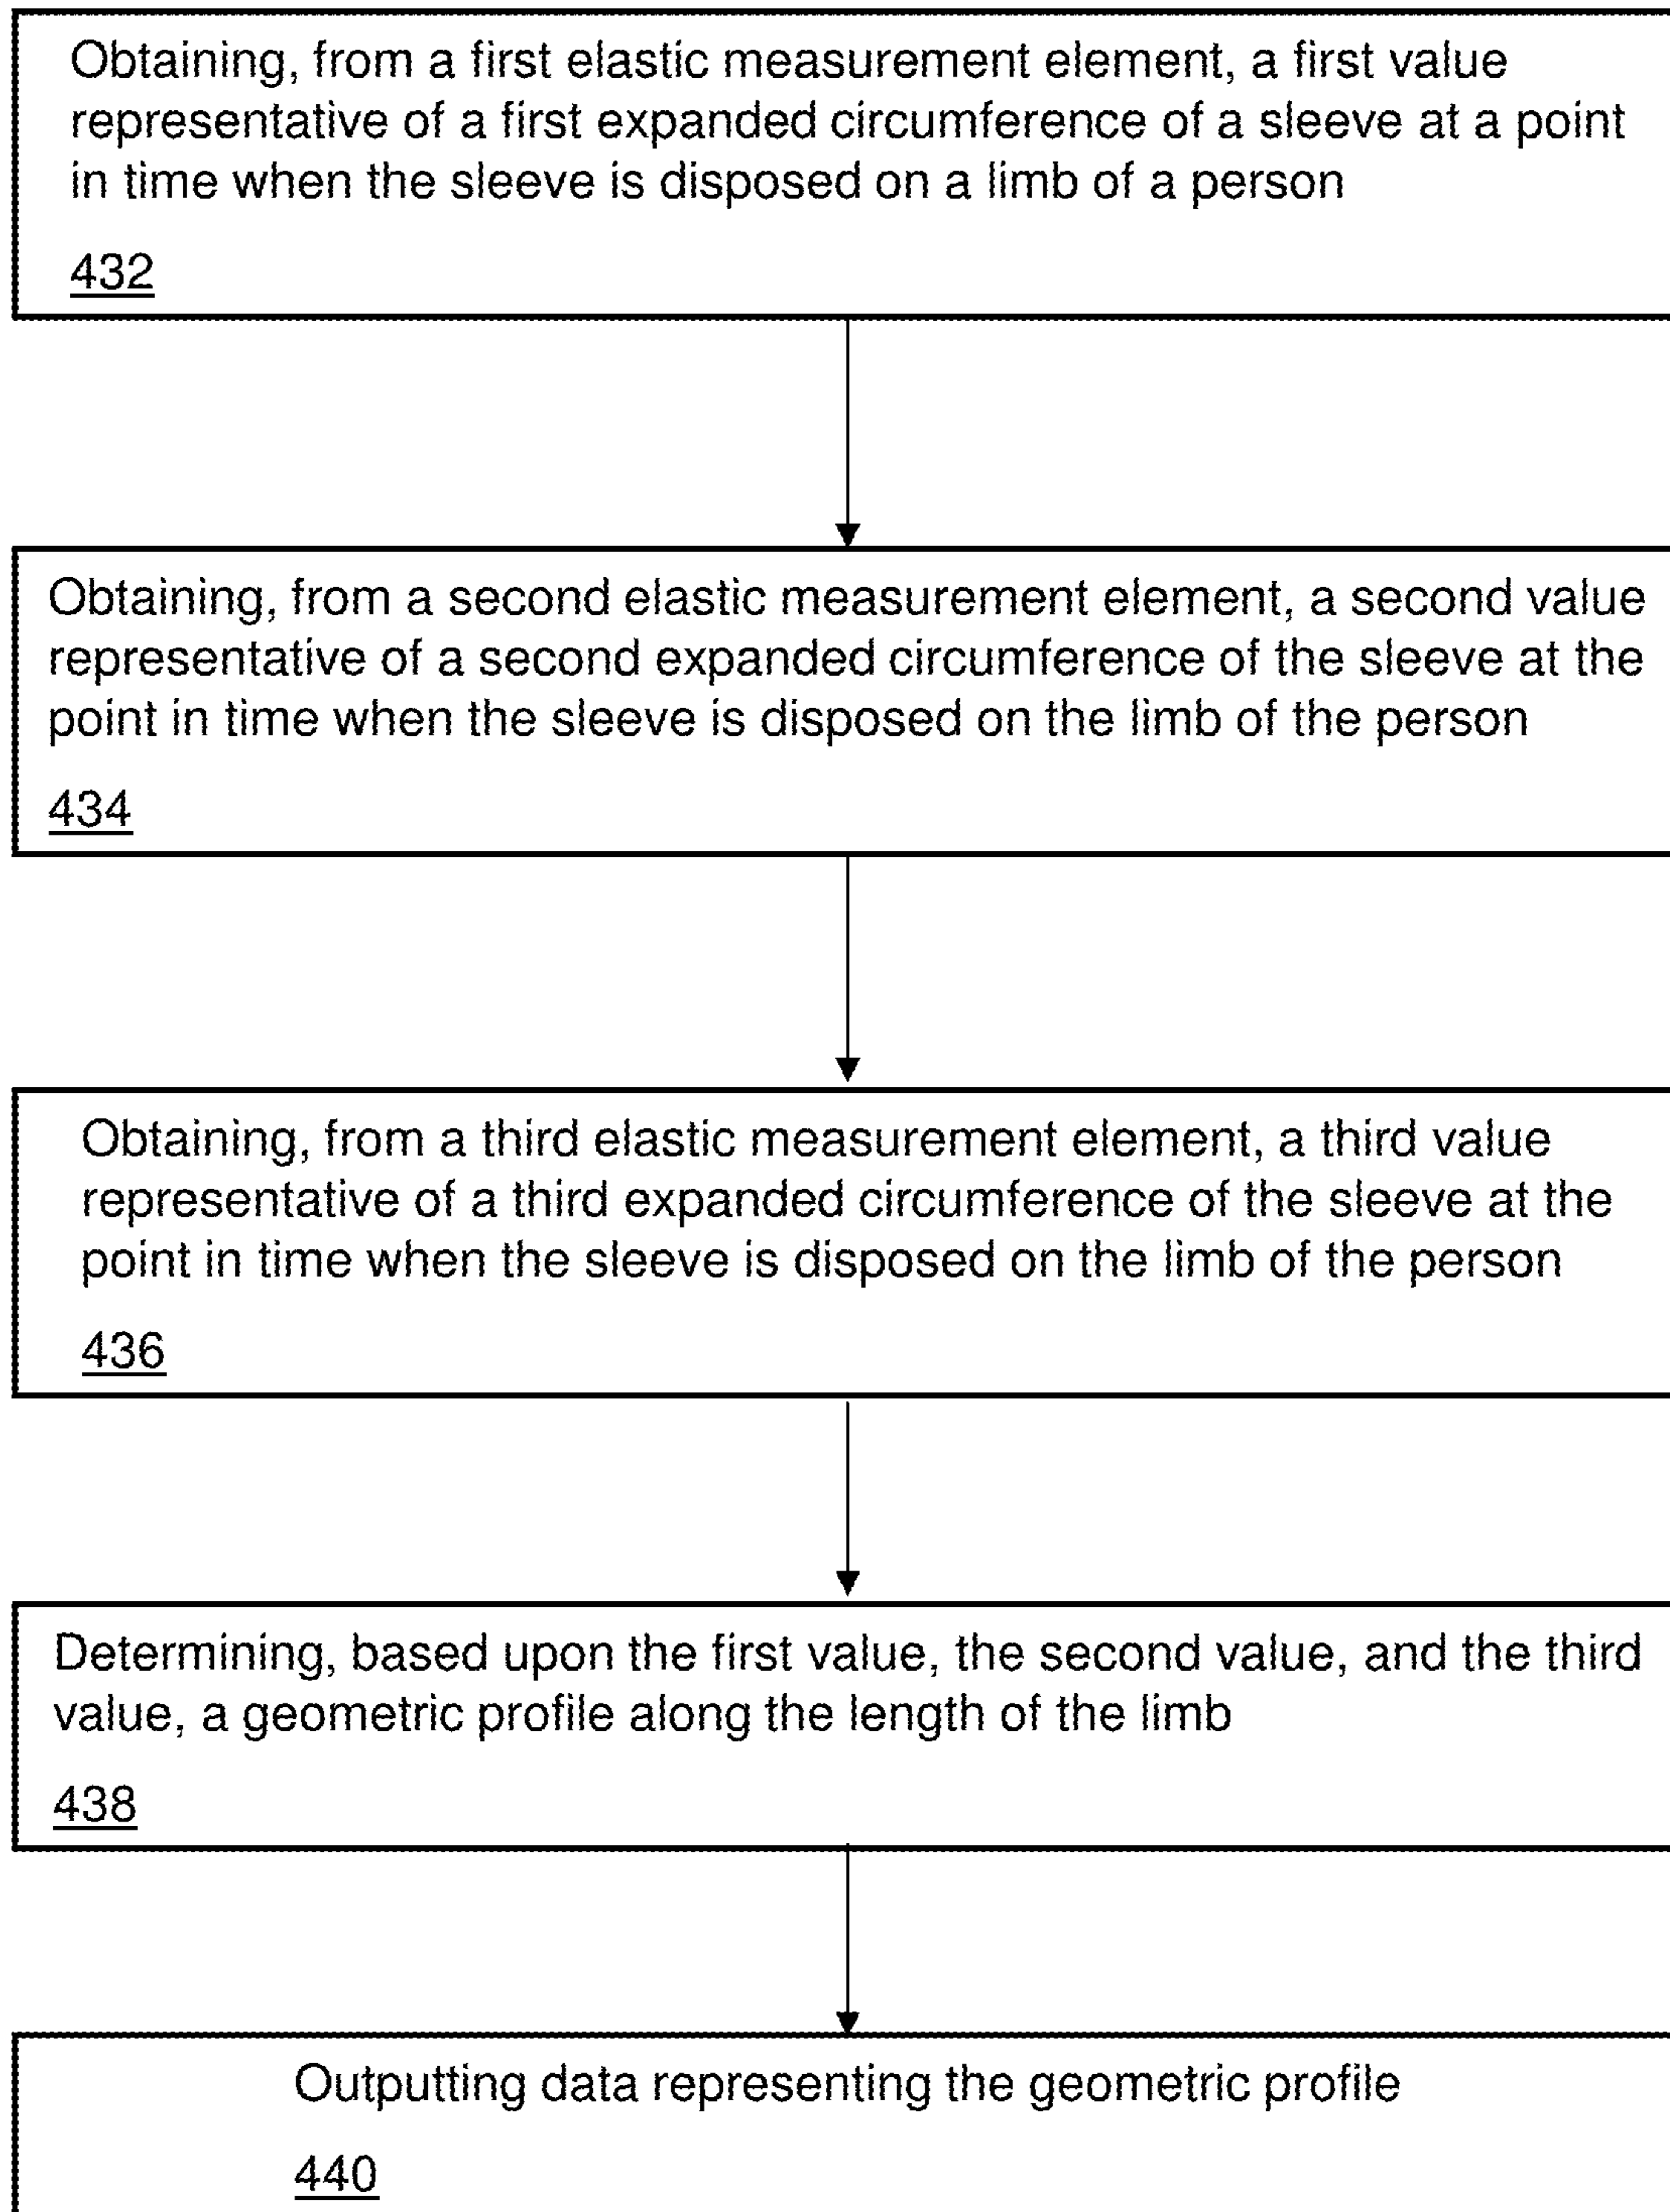 Obtaining, from a first elastic measurement element, a first value
representative of a first expanded circumference of a sleeve at a point
in time when the sleeve is disposed on a limb of a person
432
Obtaining, from a second elastic measurement element, a second value
representative of a second expanded circumference of the sleeve at the
point in time when the sleeve is disposed on the limb of the person
434
Obtaining, from a third elastic measurement element, a third value
representative of a third expanded circumference of the sleeve at the
point in time when the sleeve is disposed on the limb of the person
436
Determining, based upon the first value, the second value, and the third
value, a geometric profile along the length of the limb
438
Outputting data representing the geometric profile
440